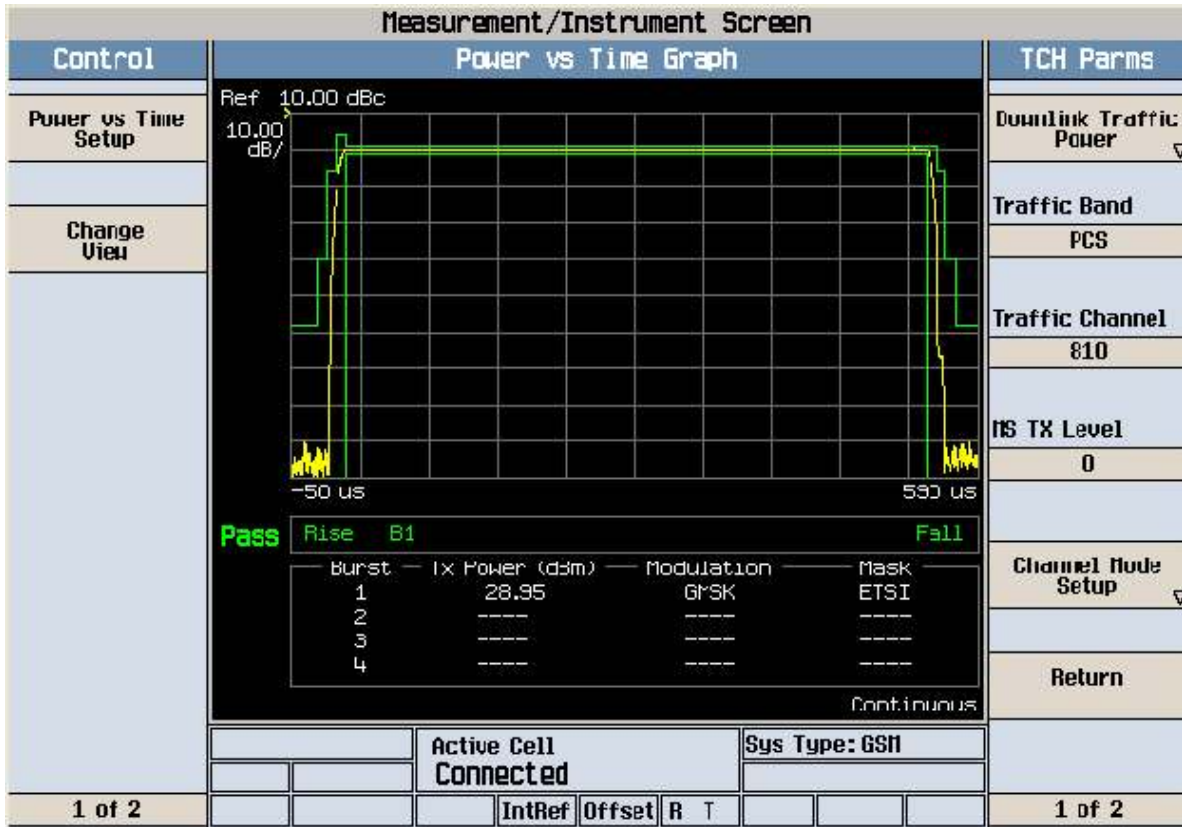 Measurement/Instrument Screen
Control
Power vs Time Graph
TCH Parms
Power vs Time
Setup
Change
View
1 of 2
Ref 10.00 dBc
10.00
dB/
-50 us
590 us
Pass
Rise B1 Fall
Burst Tx Power (dBm) Modulation Mask
1 28.95 GMSK ETSI
2 ---- ---- ----
3 ---- ---- ----
4 ---- ---- ----
Continuous
Active Cell
Connected
Sys Type: GSM
IntRef Offset R T
Downlink Traffic
Power
Traffic Band
PCS
Traffic Channel
810
MS TX Level
0
Channel Mode
Setup
Return
1 of 2